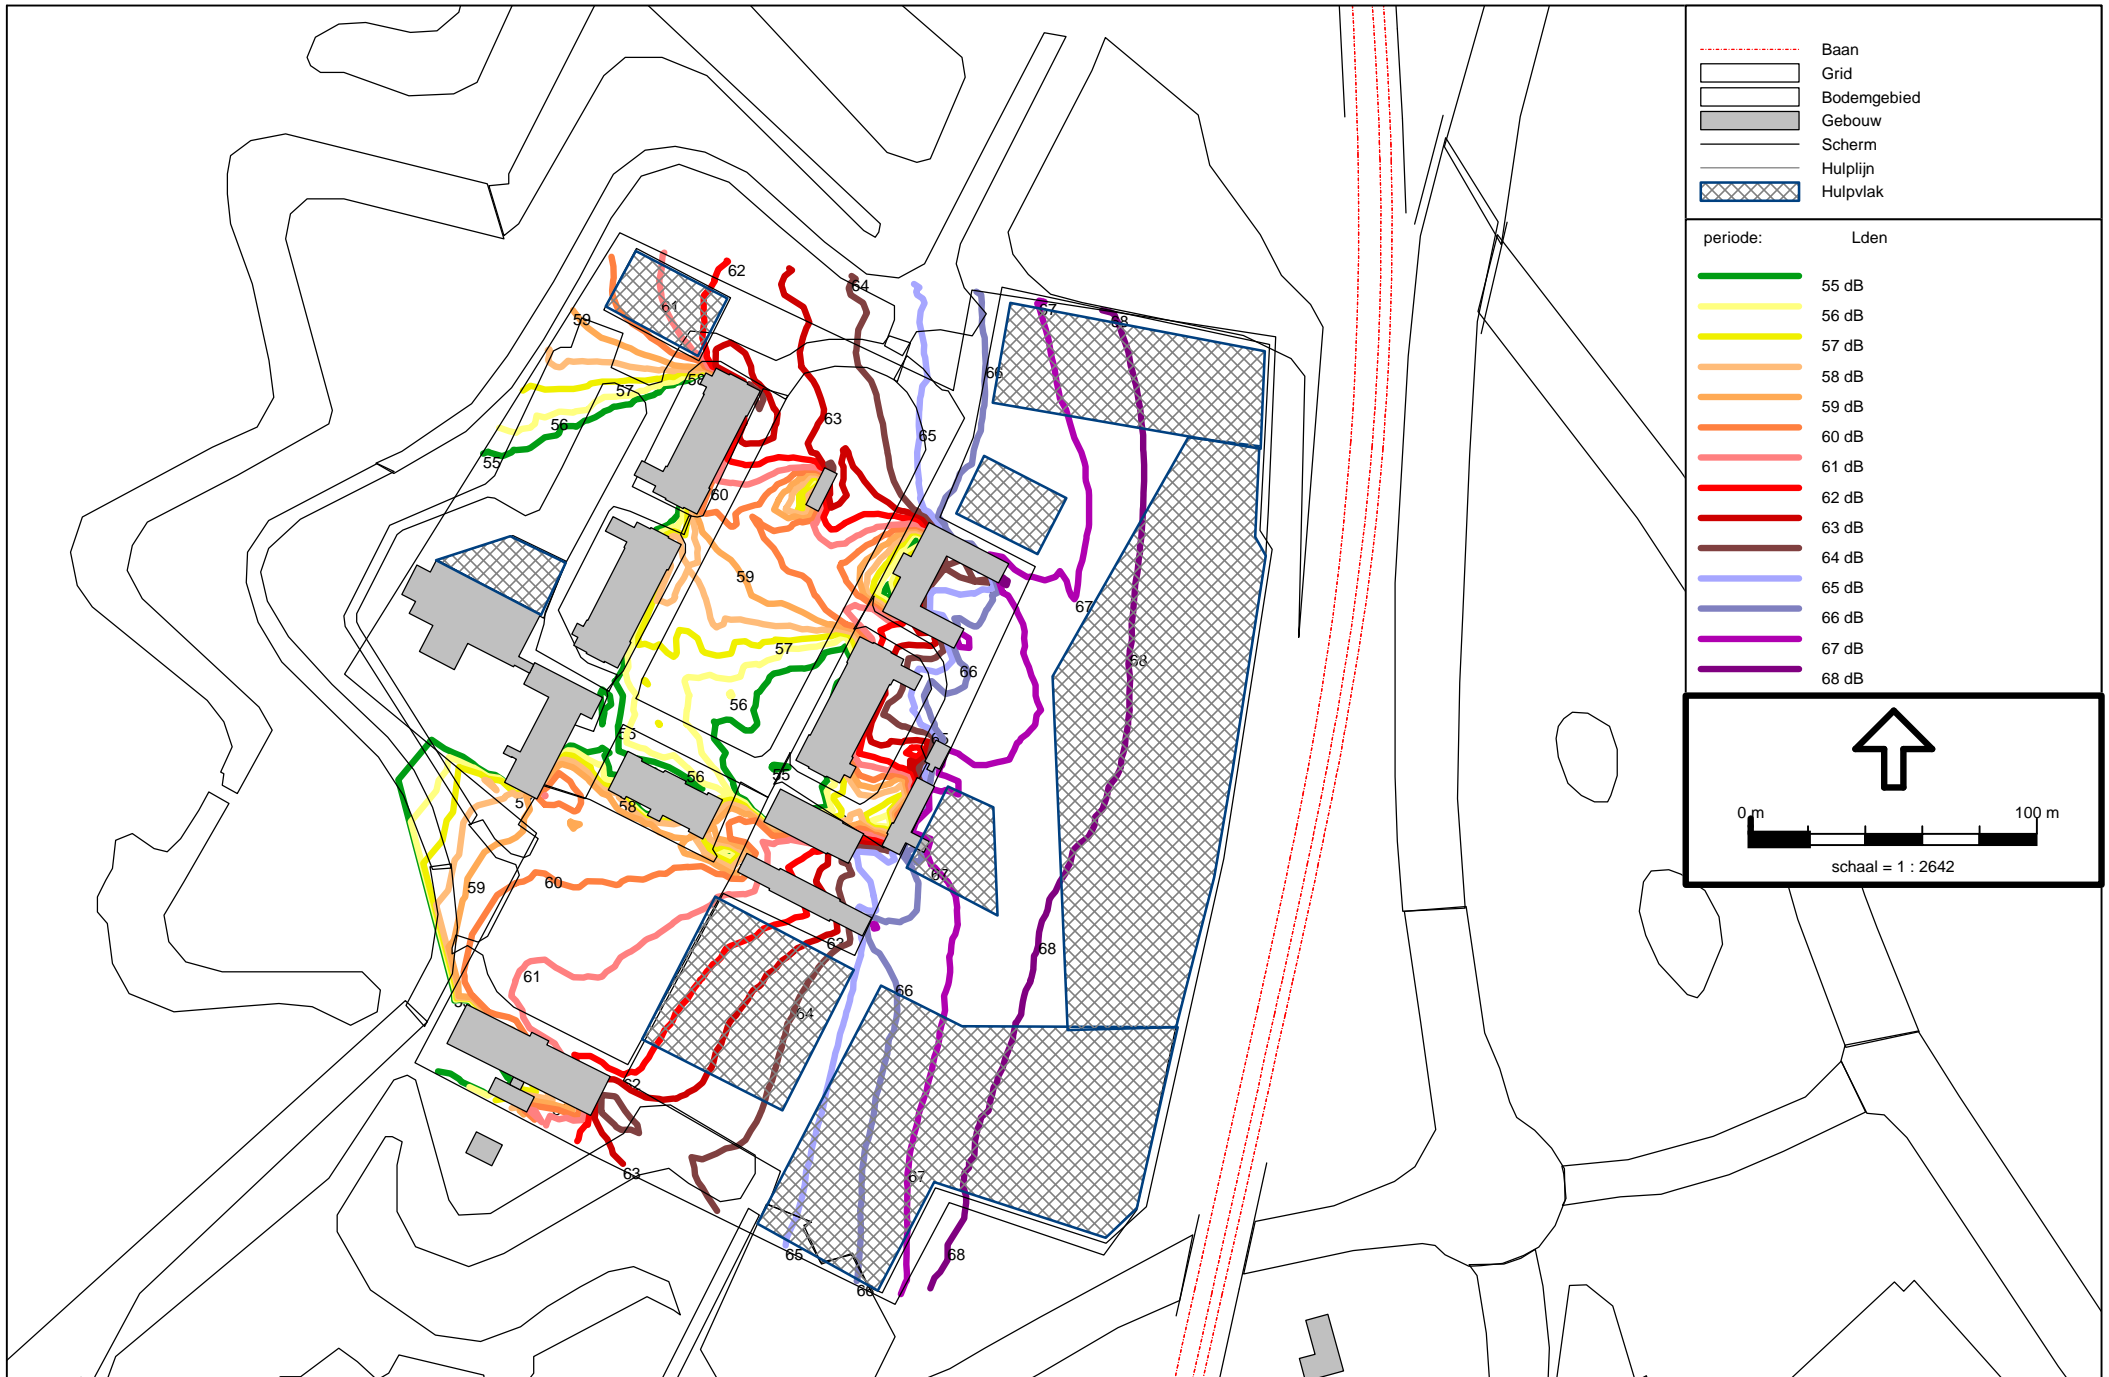 Baan
Grid
Bodemgebied
Gebouw
Scherm
Hulplijn
Hulpvlak
periode: Lden
55 dB
56 dB
57 dB
58 dB
59 dB
60 dB
61 dB
62 dB
63 dB
64 dB
65 dB
66 dB
67 dB
68 dB
0 m 100 m
schaal = 1 : 2642
62
64
61
59
67
68
66
58
57
63
56
65
55
60
59
67
68
57
66
56
65
56
55
58
67
60
59
63
68
61
66
64
62
63
67
65
68
66